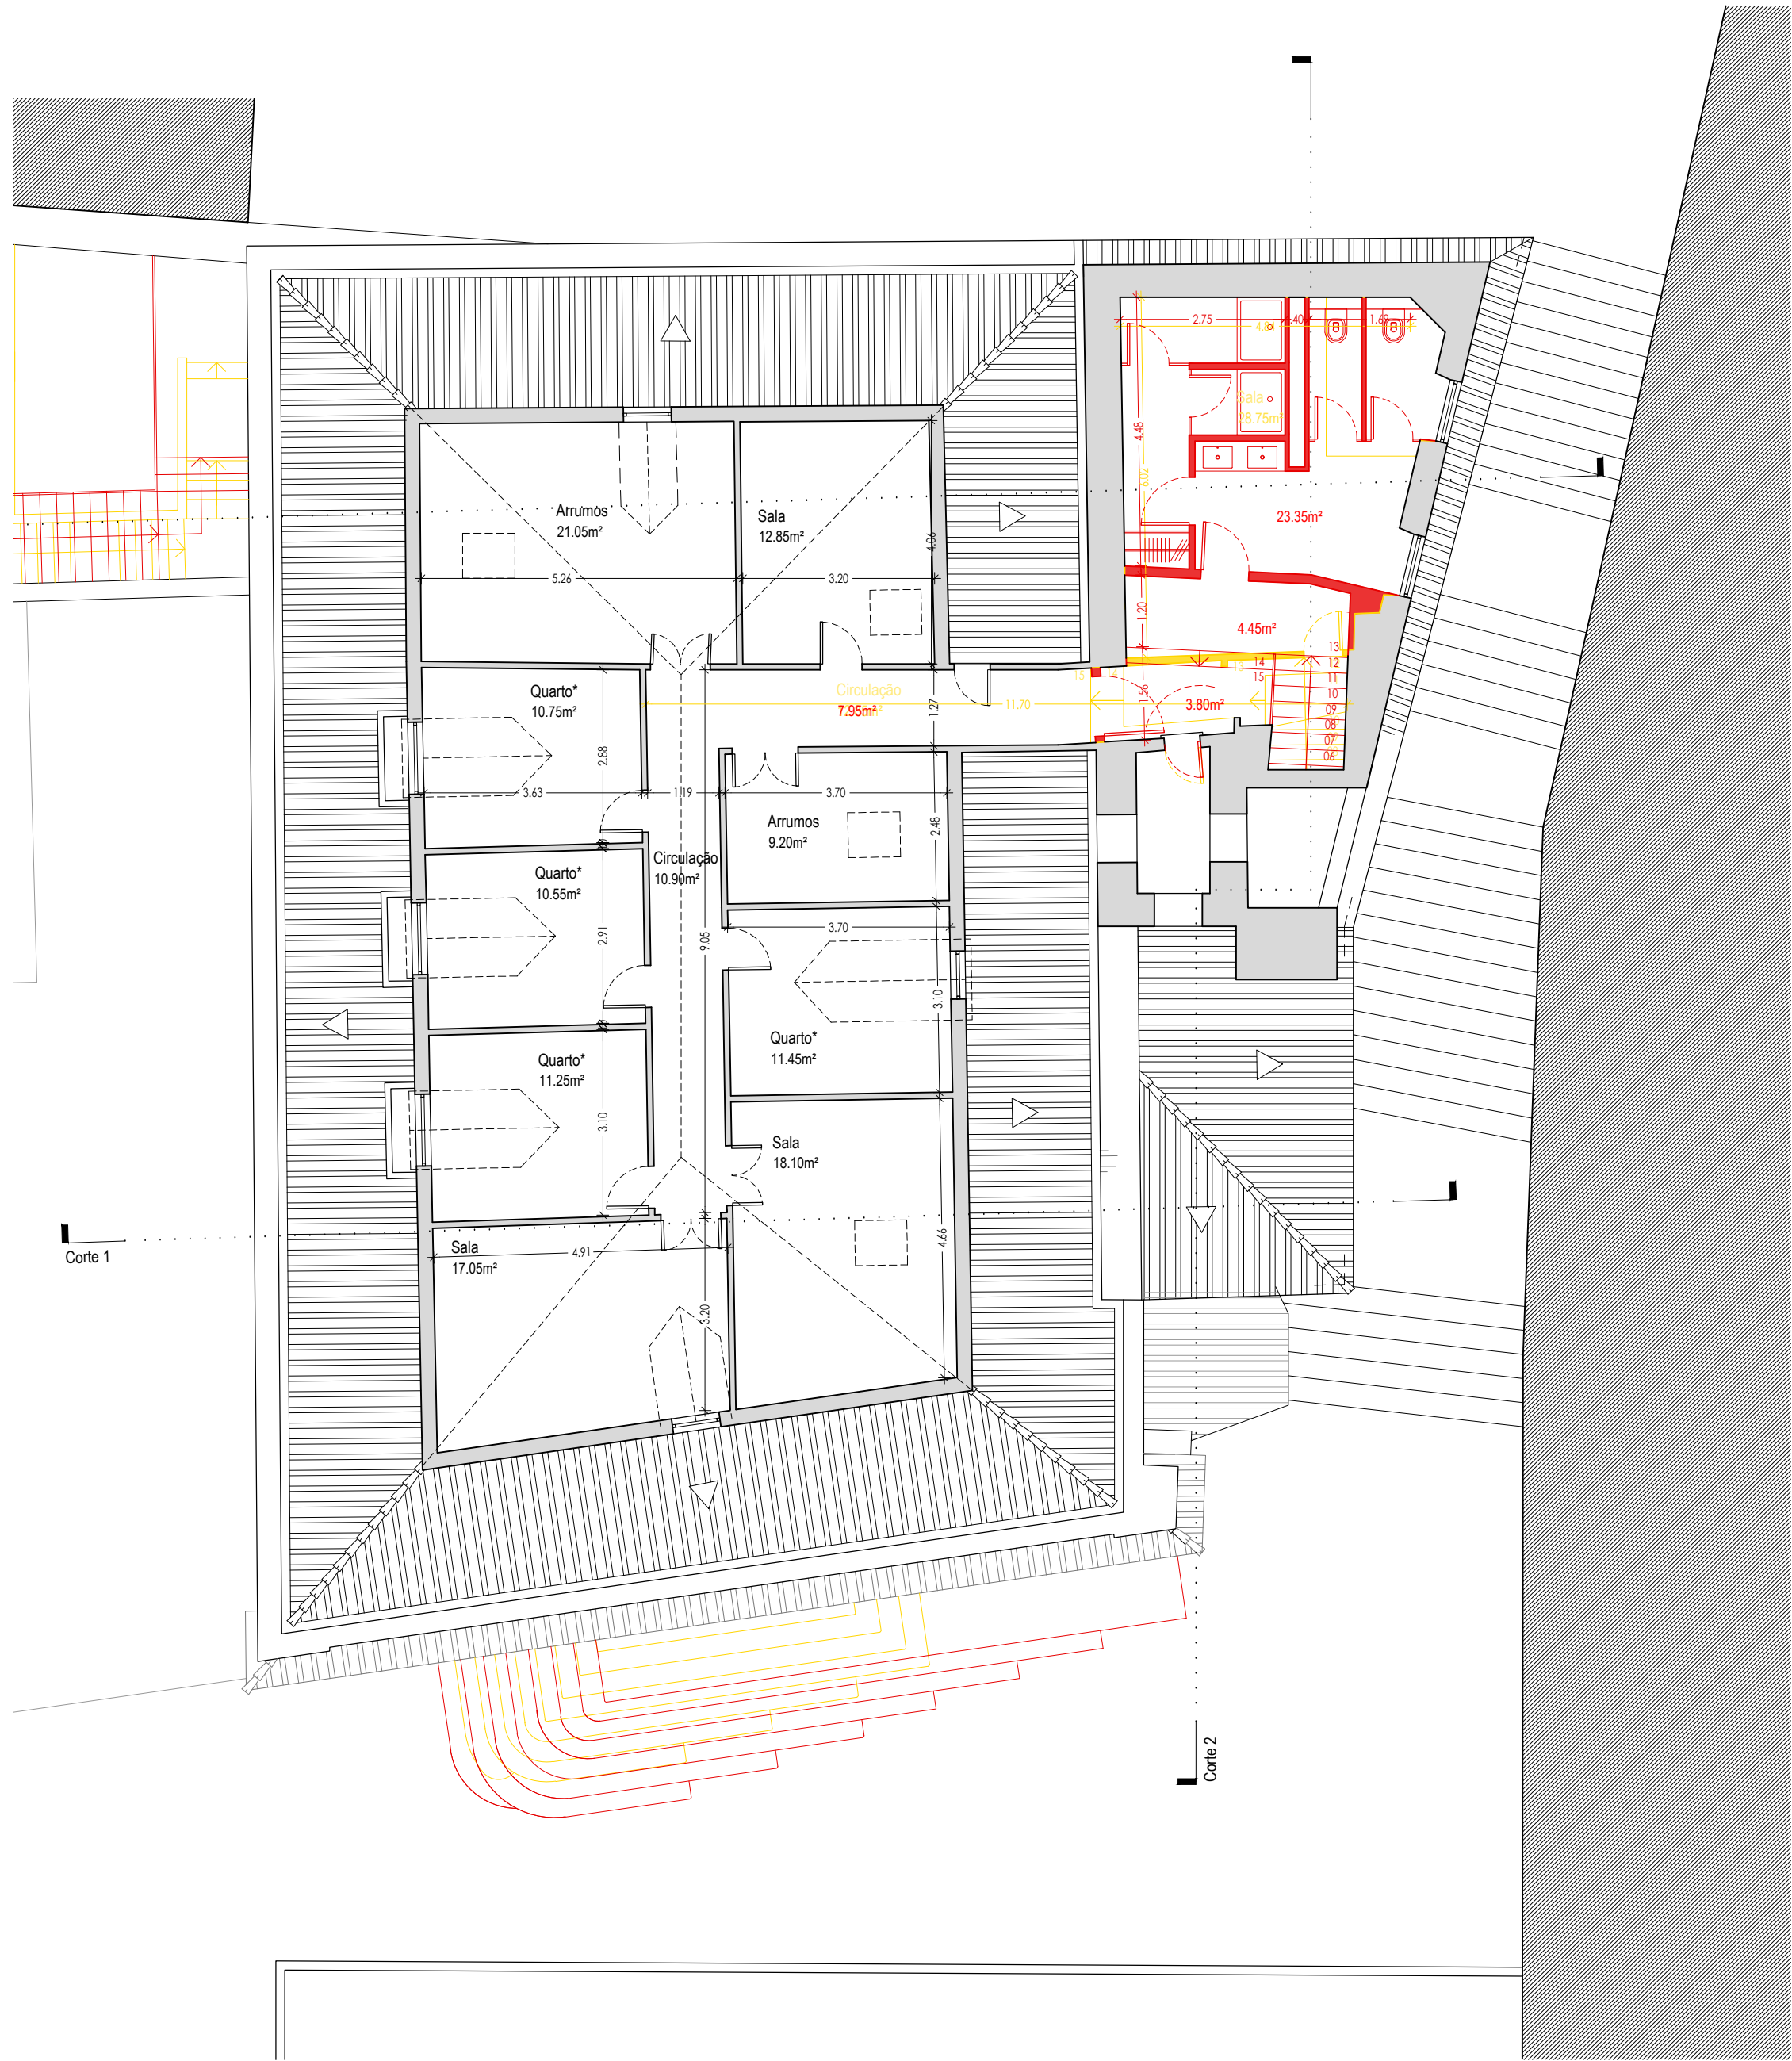 2.75
.40
1.69
Sala
28.75m²
4.48
6.02
23.35m²
Arrumos
21.05m²
Sala
12.85m²
4.06
5.26
3.20
1.20
4.45m²
13
14
12
15
11
10
09
08
07
06
15
1.56
3.80m²
Quarto*
10.75m²
Circulação
7.95m²
11.70
1.27
2.88
3.63
1.19
3.70
2.48
Arrumos
9.20m²
Circulação
10.90m²
Quarto*
10.55m²
2.91
9.05
3.70
3.10
Quarto*
11.45m²
Quarto*
11.25m²
3.10
Sala
18.10m²
4.66
Sala
17.05m²
4.91
3.20
Corte 1
Corte 2